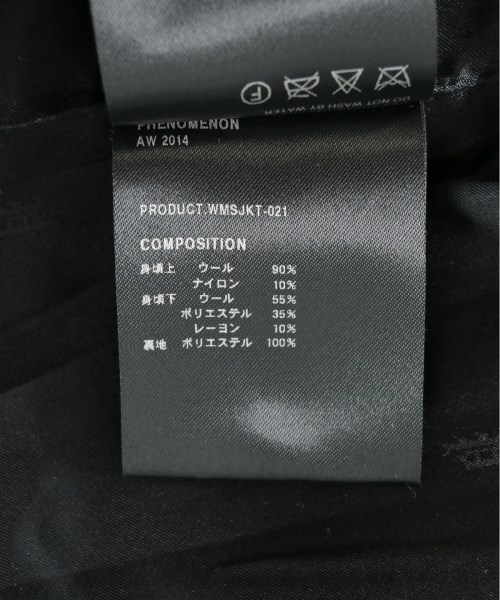 F
DO NOT WASH BY WATER.
PHENOMENON
AW 2014
PRODUCT.WMSJKT-021
COMPOSITION
身頃上 ウール 90%
ナイロン 10%
身頃下 ウール 55%
ポリエステル 35%
レーヨン 10%
裏地 ポリエステル 100%